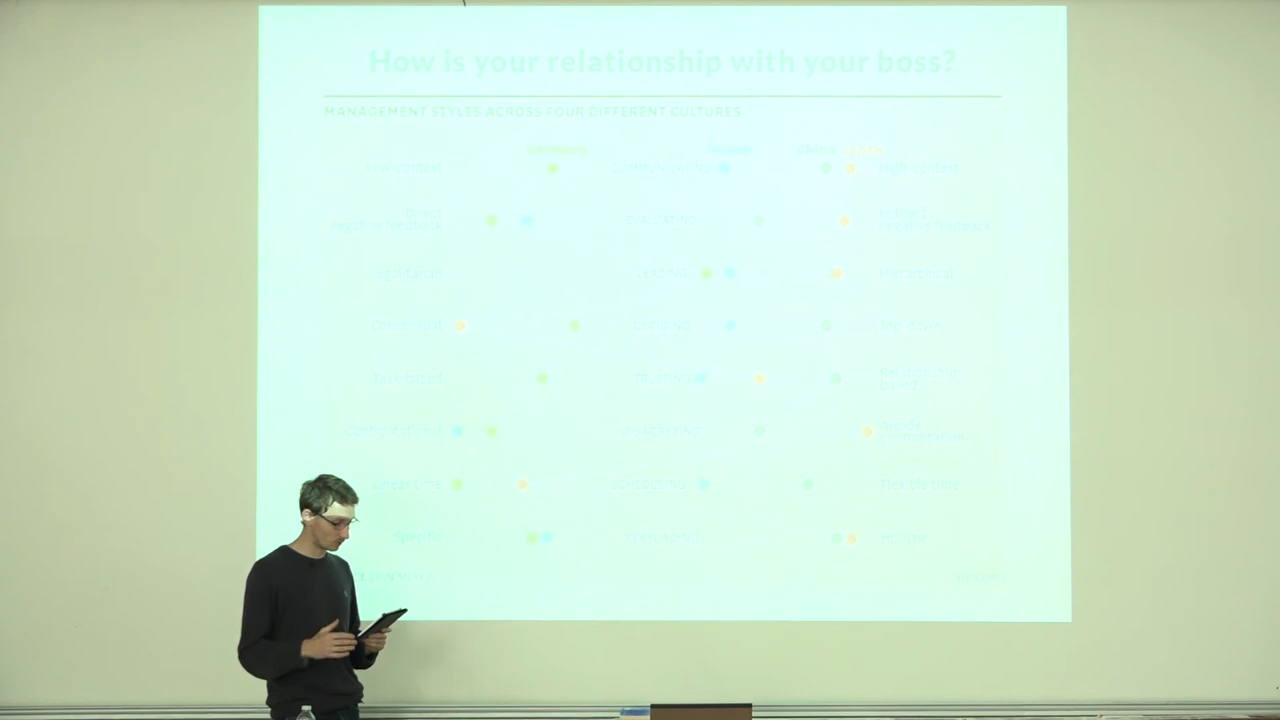 How is your relationship with your boss?
MANAGEMENT STYLES ACROSS FOUR DIFFERENT CULTURES
China
Low-context COMMUNICATING High-context
Direct negative feedback EVALUATING Indirect negative feedback
Egalitarian LEADING Hierarchical
Consensual DECIDING Top-down
Task-based TRUSTING Relationship-based
Confrontational DISAGREEING Avoids confrontation
Linear time SCHEDULING Flexible time
Specific Holistic